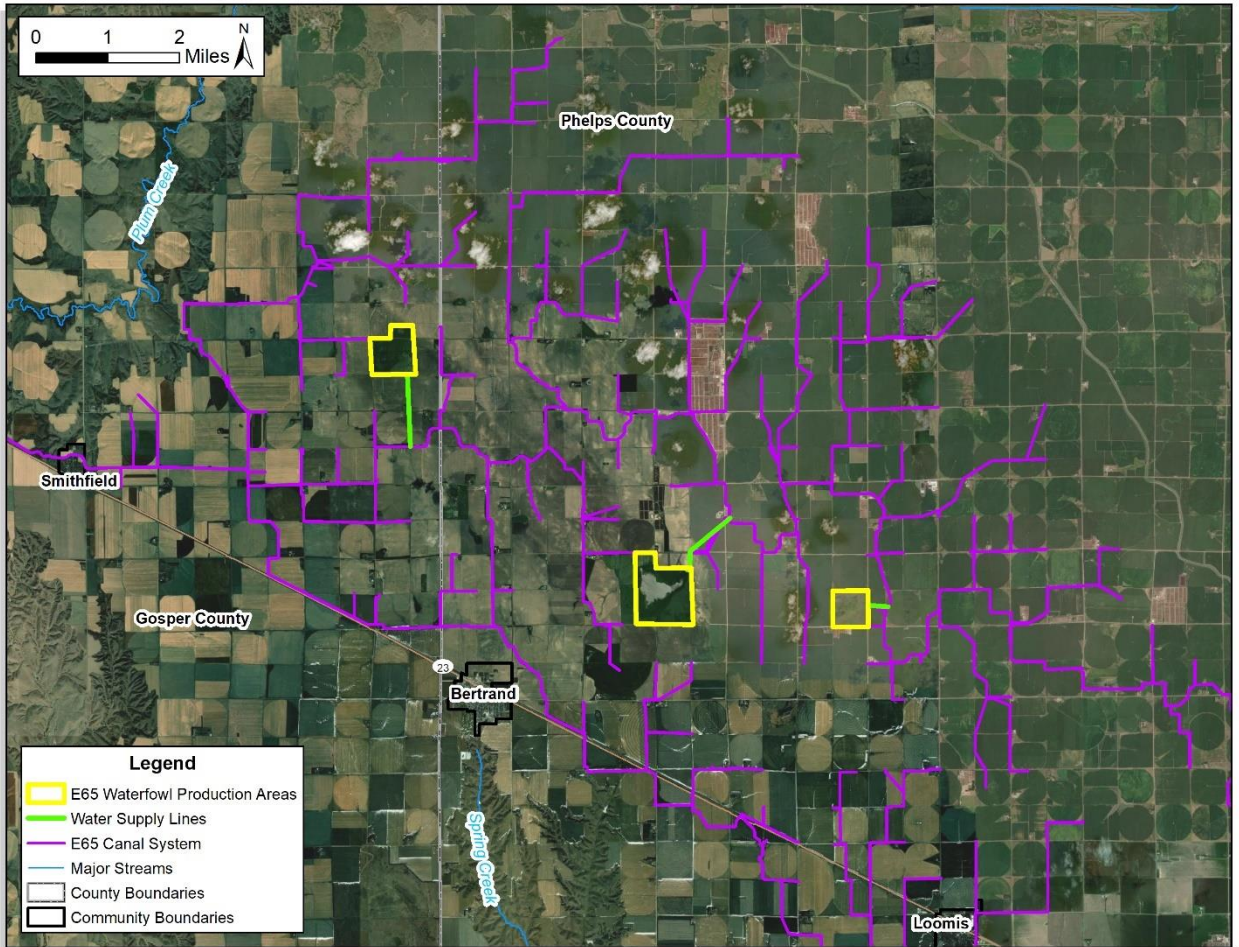 0 1 2
Miles
N
Phelps County
Plum Creek
Smithfield
Gosper County
23
Bertrand
Spring Creek
Loomis
Legend
E65 Waterfowl Production Areas
Water Supply Lines
E65 Canal System
Major Streams
County Boundaries
Community Boundaries